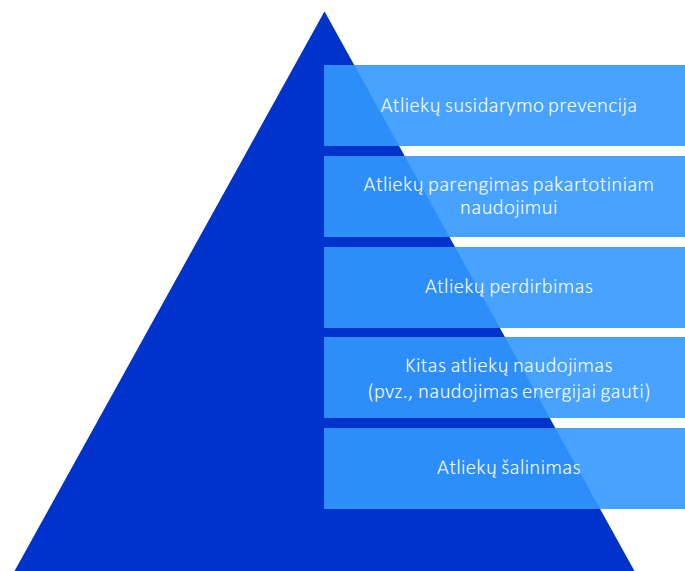 Atliekų susidarymo prevencija
Atliekų parengimas pakartotiniam
naudojimui
Atliekų perdirbimas
Kitas atliekų naudojimas
(pvz., naudojimas energijai gauti)
Atliekų šalinimas